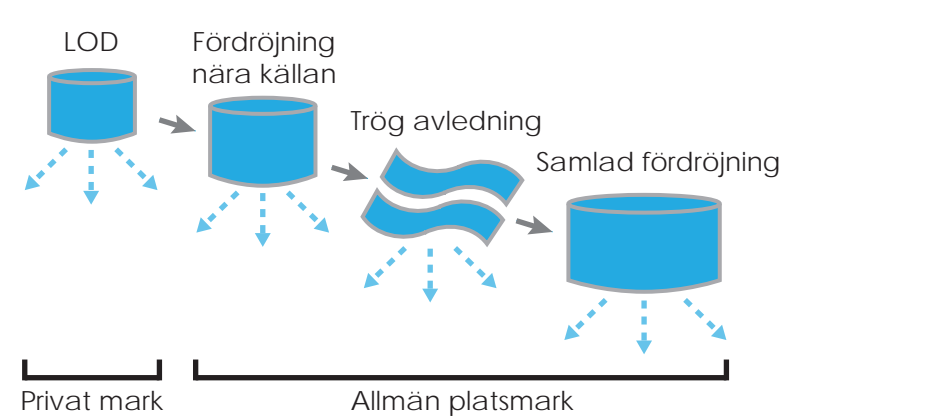 LOD
Fördröjning
nära källan
Trög avledning
Samlad fördröjning
Privat mark
Allmän platsmark